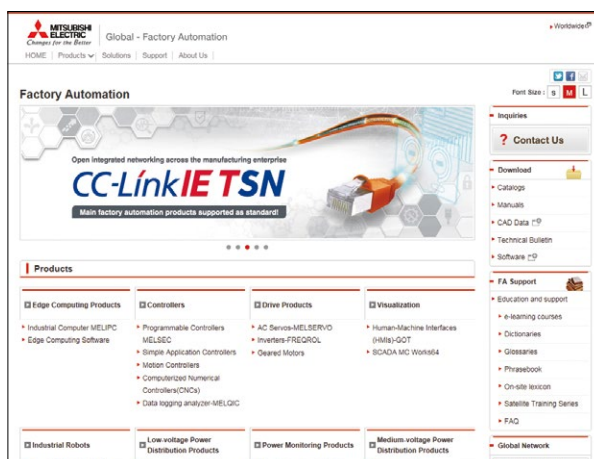 MITSUBISHI
ELECTRIC
Changes for the Better
Global - Factory Automation
Worldwide
HOME Products Solutions Support About Us
Factory Automation
Font Size : S M L
Open integrated networking across the manufacturing enterprise
CC-Link IE TSN
Main factory automation products supported as standard!
Products
Edge Computing Products
Industrial Computer MELIPC
Edge Computing Software
Controllers
Programmable Controllers
MELSEC
Simple Application Controllers
Motion Controllers
Computerized Numerical
Controllers(CNCs)
Data logging analyzer-MELQIC
Drive Products
AC Servos-MELSERVO
Inverters-FREQROL
Geared Motors
Visualization
Human-Machine Interfaces
(HMIs)-GOT
SCADA MC Works64
Industrial Robots
Low-voltage Power
Distribution Products
Power Monitoring Products
Medium-voltage Power
Distribution Products
Inquiries
? Contact Us
Download
Catalogs
Manuals
CAD Data
Technical Bulletin
Software
FA Support
Education and support
e-learning courses
Dictionaries
Glossaries
Phrasebook
On-site lexicon
Satellite Training Series
FAQ
Global Network